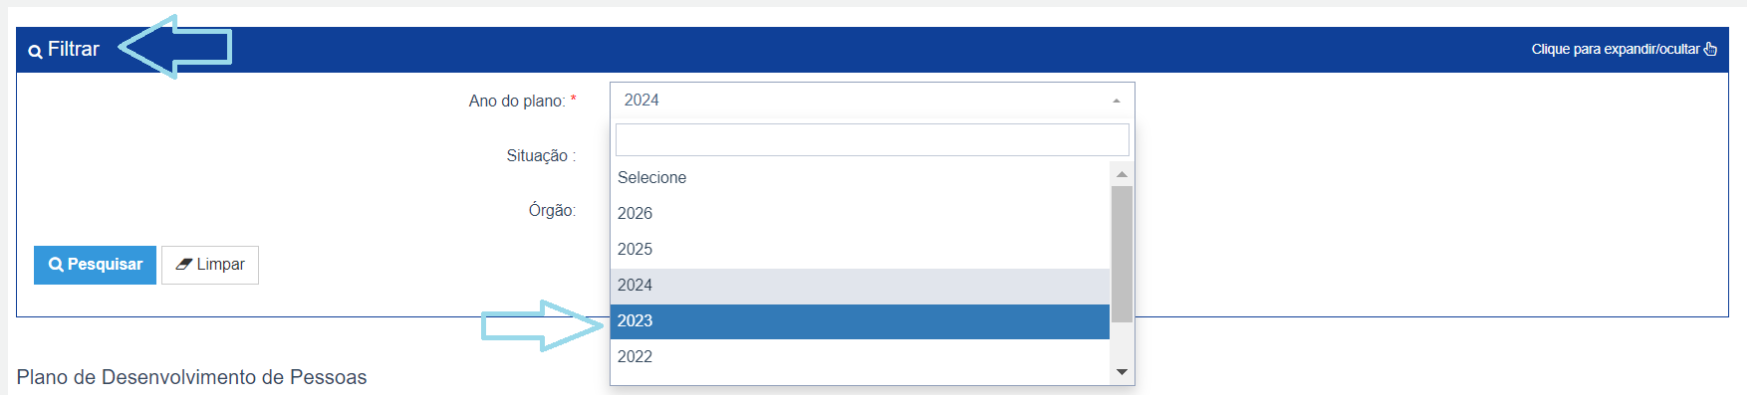 Filtrar
Clique para expandir/ocultar
Ano do plano: *
2024
Situação :
Selecione
Órgão:
2026
2025
Pesquisar
Limpar
2024
2023
2022
Plano de Desenvolvimento de Pessoas